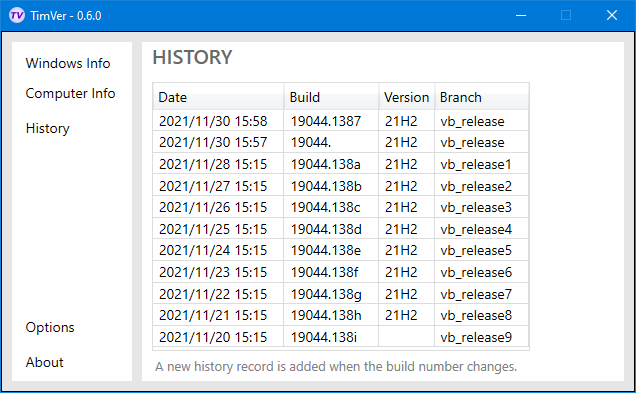 TV TimVer - 0.6.0
Windows Info
Computer Info
History
Options
About
HISTORY
Date Build Version Branch
2021/11/30 15:58 19044.1387 21H2 vb_release
2021/11/30 15:57 19044. 21H2 vb_release
2021/11/28 15:15 19044.138a 21H2 vb_release1
2021/11/27 15:15 19044.138b 21H2 vb_release2
2021/11/26 15:15 19044.138c 21H2 vb_release3
2021/11/25 15:15 19044.138d 21H2 vb_release4
2021/11/24 15:15 19044.138e 21H2 vb_release5
2021/11/23 15:15 19044.138f 21H2 vb_release6
2021/11/22 15:15 19044.138g 21H2 vb_release7
2021/11/21 15:15 19044.138h 21H2 vb_release8
2021/11/20 15:15 19044.138i vb_release9
A new history record is added when the build number changes.